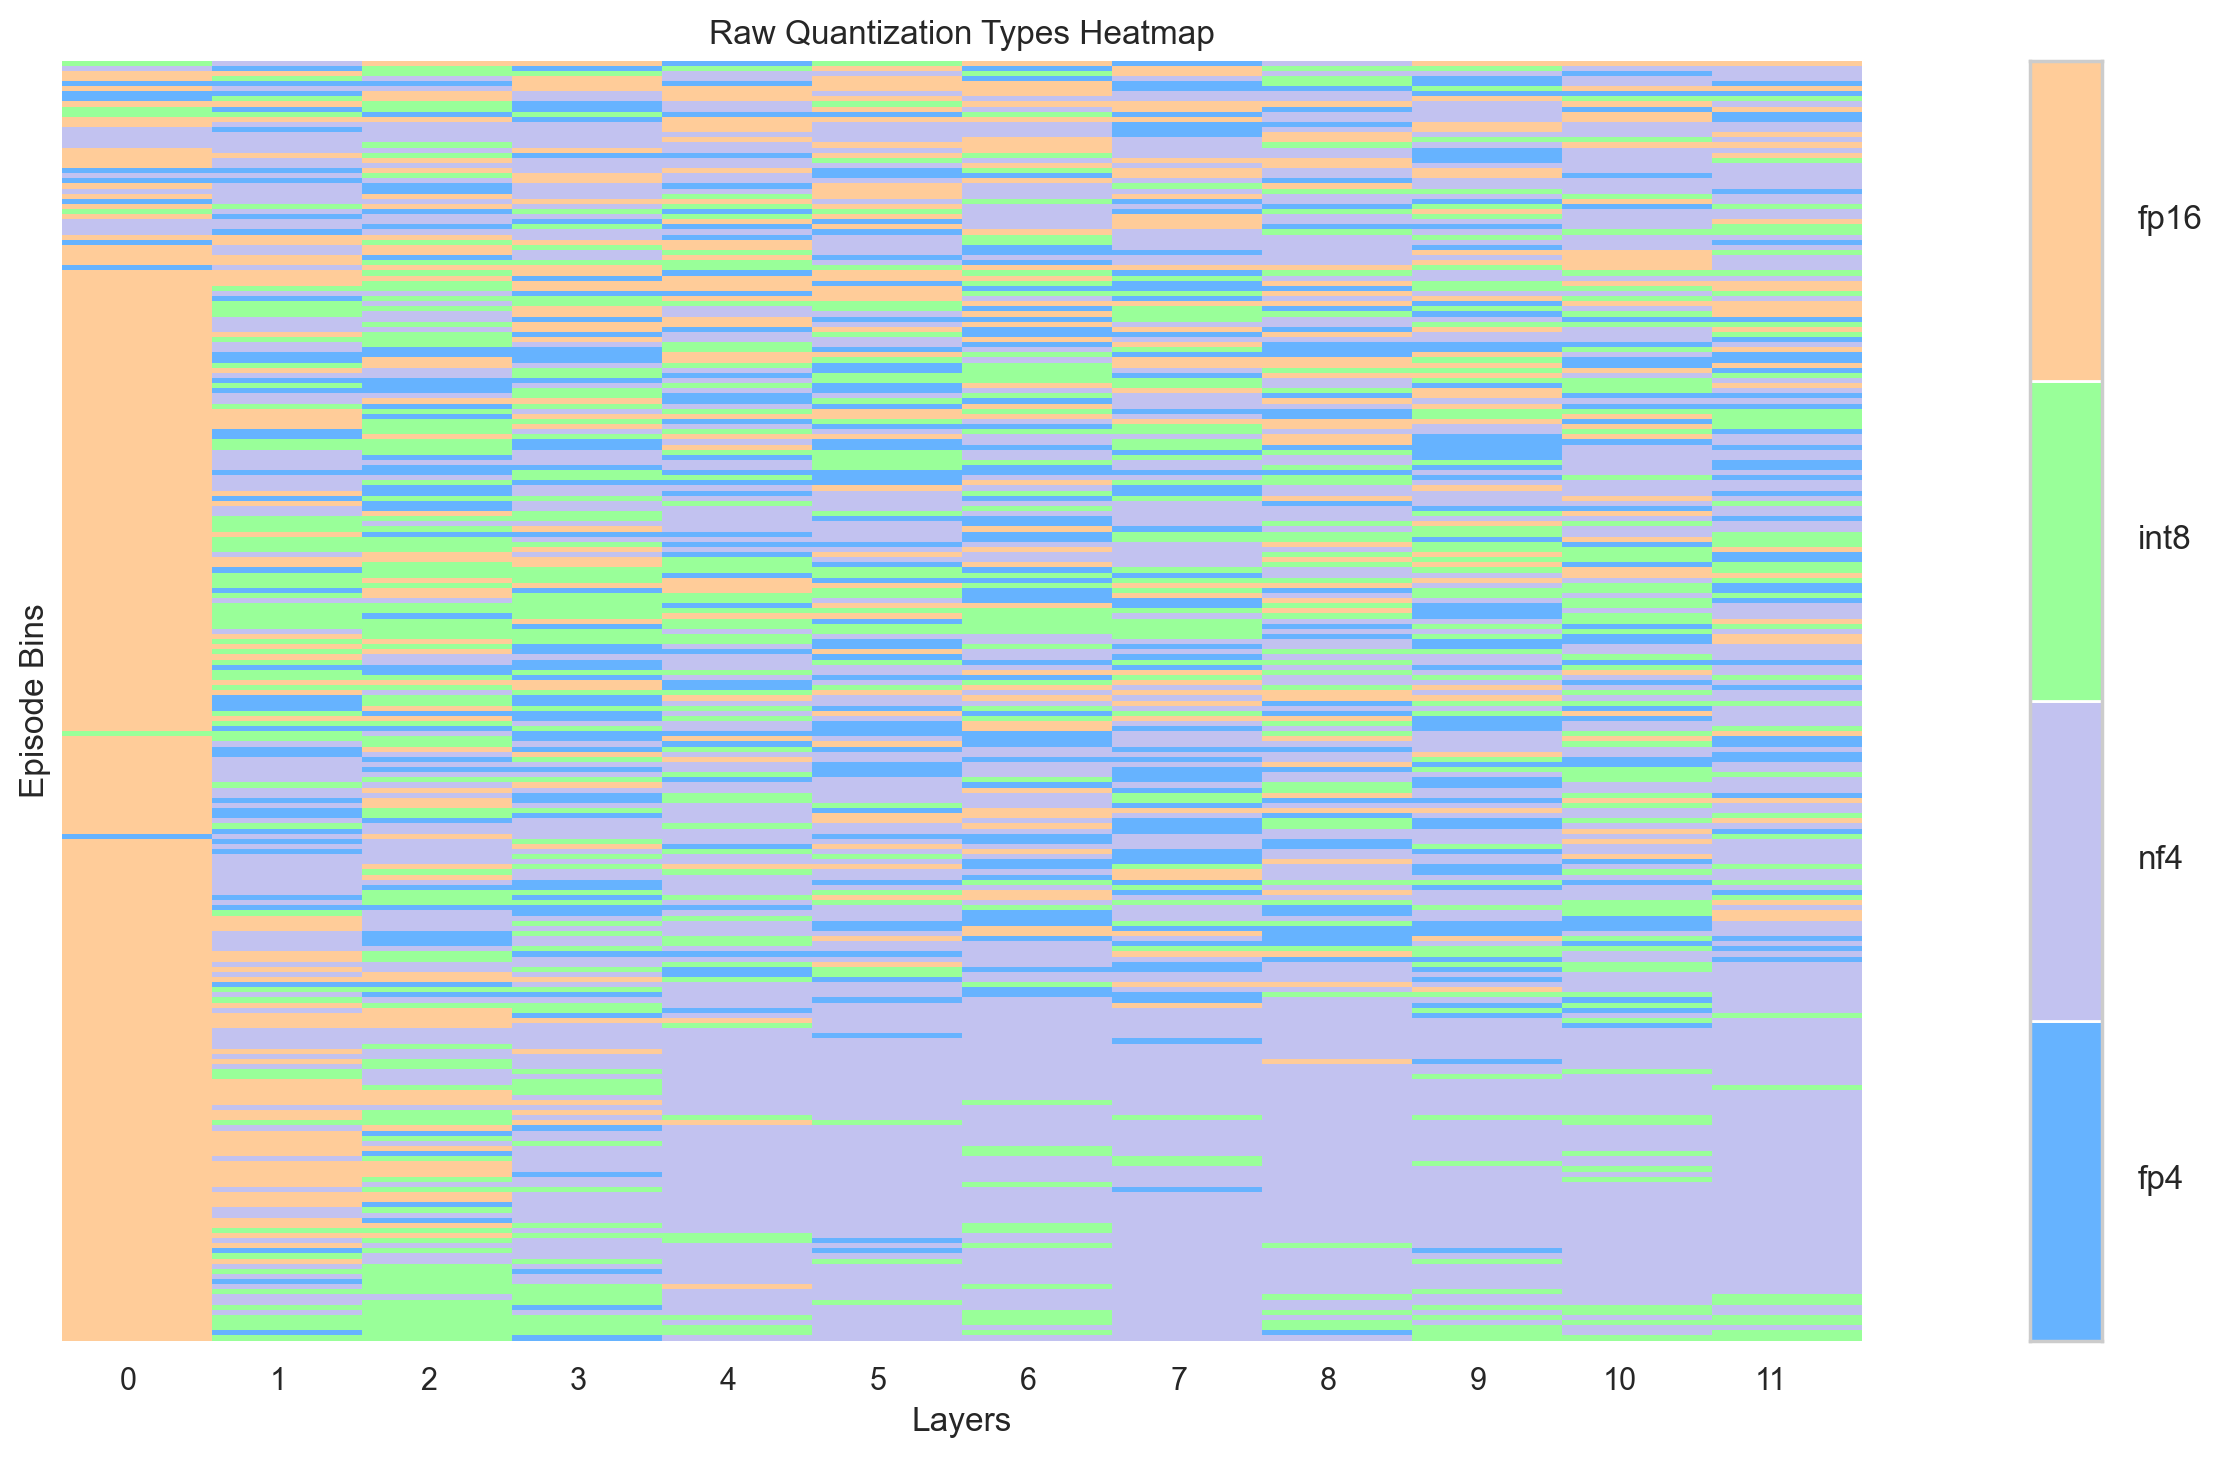 Raw Quantization Types Heatmap
fp16
int8
nf4
fp4
Episode Bins
0 1 2 3 4 5 6 7 8 9 10 11
Layers